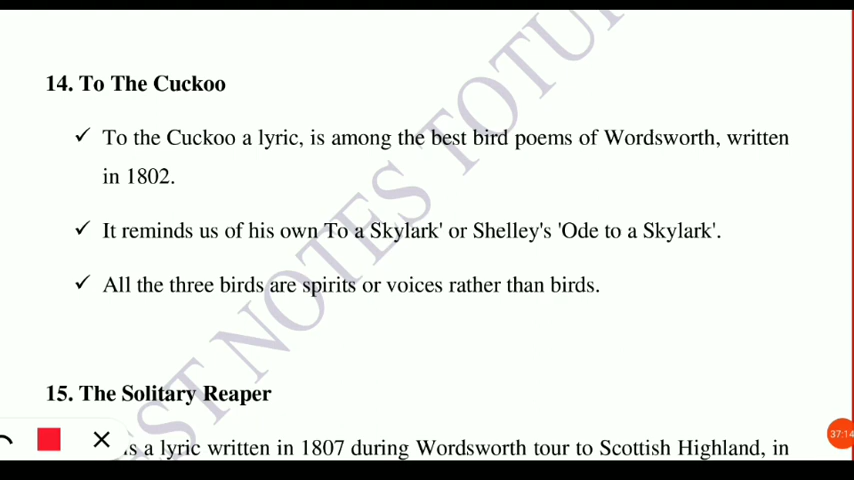 14. To The Cuckoo
✓ To the Cuckoo a lyric, is among the best bird poems of Wordsworth, written
in 1802.
✓ It reminds us of his own 'To a Skylark' or Shelley's 'Ode to a Skylark'.
✓ All the three birds are spirits or voices rather than birds.
15. The Solitary Reaper
s a lyric written in 1807 during Wordsworth tour to Scottish Highland, in
37:14
NOTES